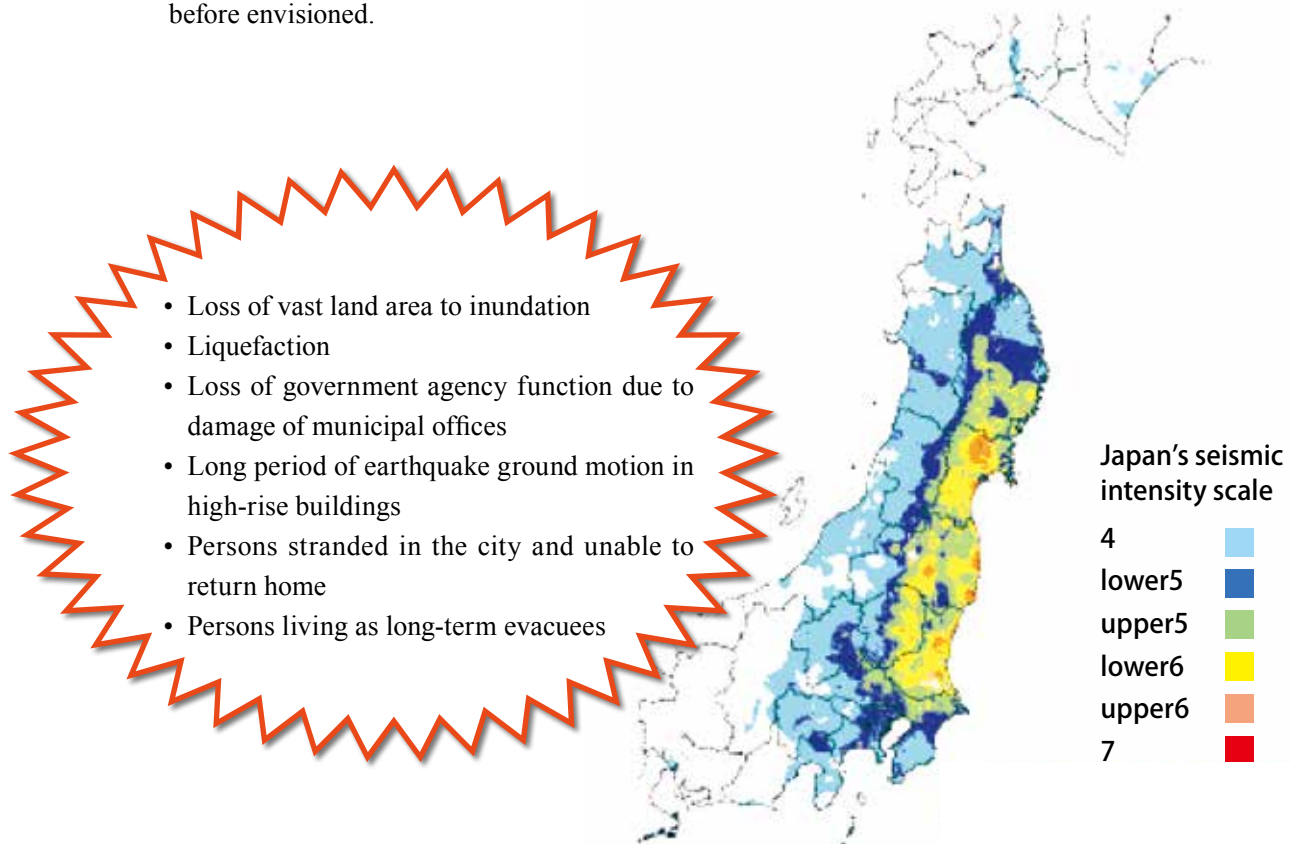 before envisioned.
• Loss of vast land area to inundation
• Liquefaction
• Loss of government agency function due to
damage of municipal offices
• Long period of earthquake ground motion in
high-rise buildings
• Persons stranded in the city and unable to
return home
• Persons living as long-term evacuees
Japan's seismic
intensity scale
4
lower5
upper5
lower6
upper6
7